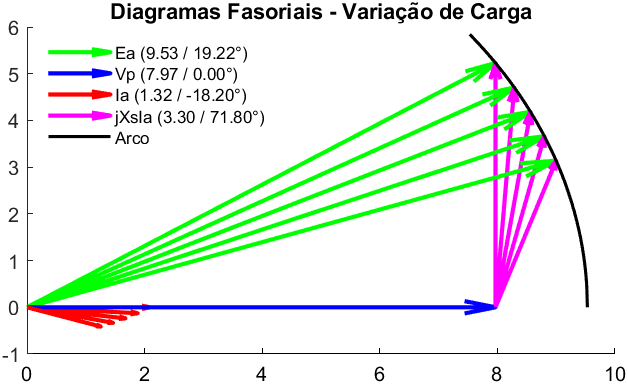 Diagramas Fasoriais - Variação de Carga
6
5
4
3
2
1
0
-1
Ea (9.53 / 19.22°)
Vp (7.97 / 0.00°)
Ia (1.32 / -18.20°)
jXsIa (3.30 / 71.80°)
Arco
0 2 4 6 8 10